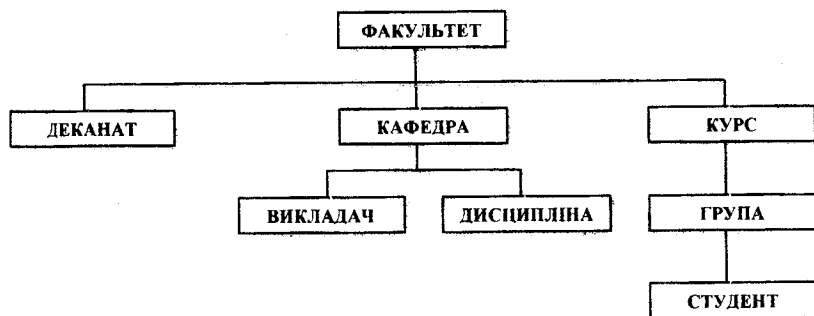 ФАКУЛЬТЕТ
ДЕКАНАТ
КАФЕДРА
КУРС
ВИКЛАДАЧ
ДИСЦИПЛІНА
ГРУПА
СТУДЕНТ